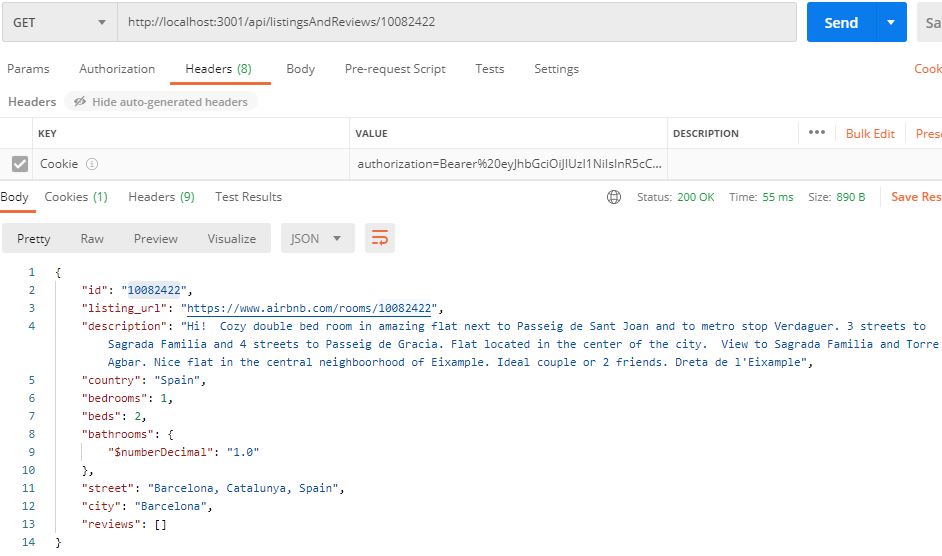 GET http://localhost:3001/api/listingsAndReviews/10082422 Send Sa
Params Authorization Headers (8) Body Pre-request Script Tests Settings Cook
Headers Hide auto-generated headers
KEY VALUE DESCRIPTION ••• Bulk Edit Prese
Cookie authorization=Bearer%20eyJhbGciOiJIUzI1NiIsInR5cC...
Body Cookies (1) Headers (9) Test Results Status: 200 OK Time: 55 ms Size: 890 B Save Res
Pretty Raw Preview Visualize JSON
1 {
2 "id": "10082422",
3 "listing_url": "https://www.airbnb.com/rooms/10082422",
4 "description": "Hi!  Cozy double bed room in amazing flat next to Passeig de Sant Joan and to metro stop Verdaguer. 3 streets to
Sagrada Familia and 4 streets to Passeig de Gracia. Flat located in the center of the city.  View to Sagrada Familia and Torre
Agbar. Nice flat in the central neighboorhood of Eixample. Ideal couple or 2 friends. Dreta de l'Eixample",
5 "country": "Spain",
6 "bedrooms": 1,
7 "beds": 2,
8 "bathrooms": {
9 "$numberDecimal": "1.0"
10 },
11 "street": "Barcelona, Catalunya, Spain",
12 "city": "Barcelona",
13 "reviews": []
14 }